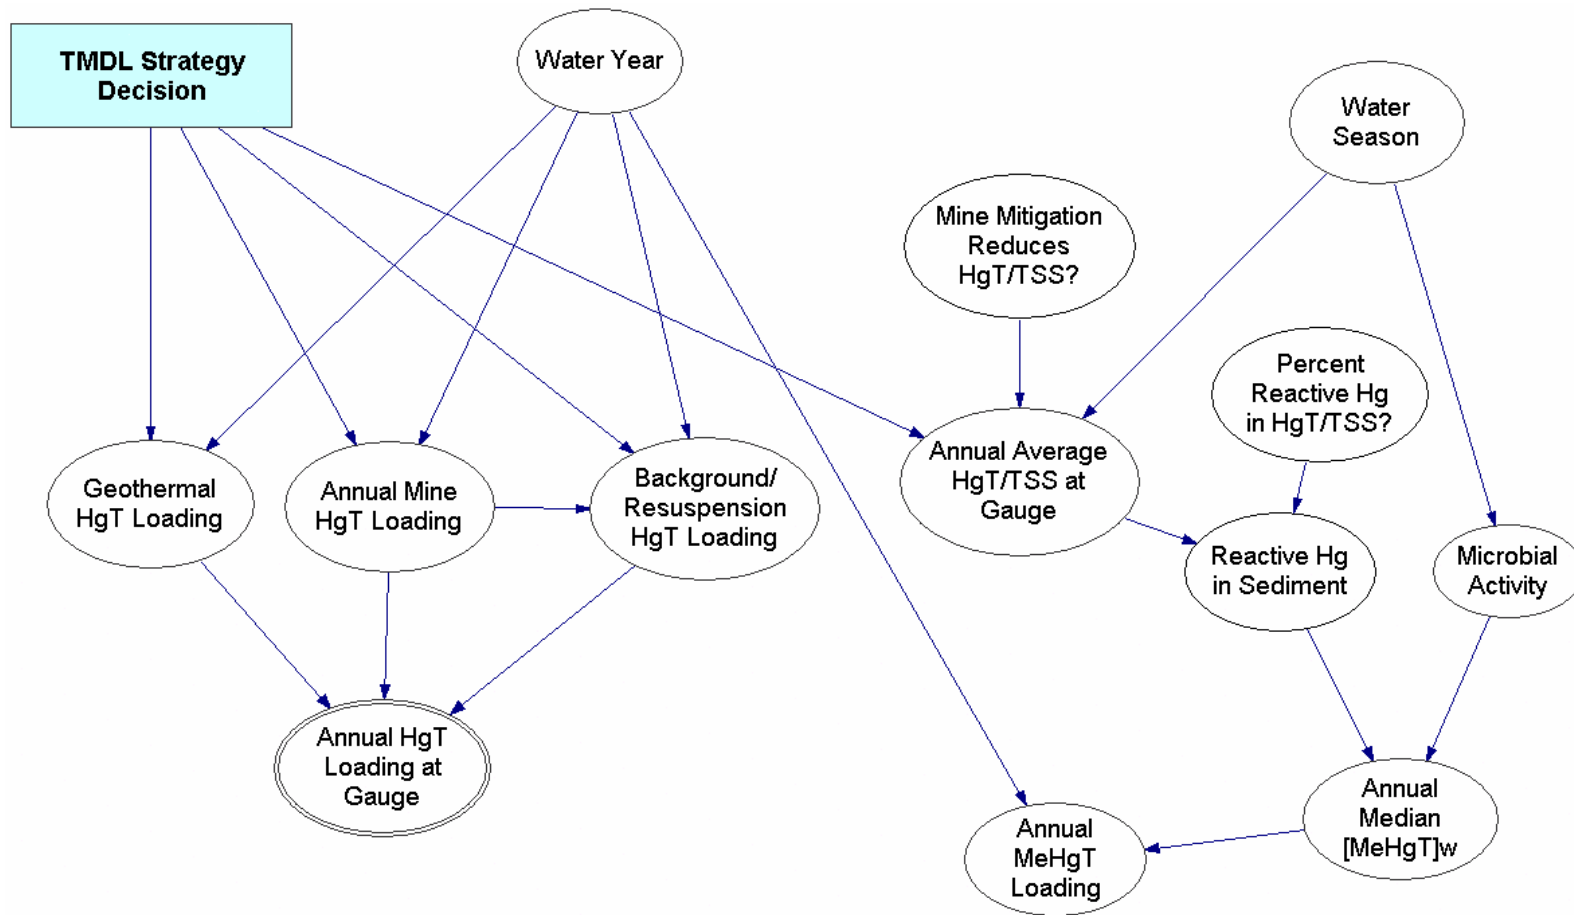 TMDL Strategy
Decision
Water Year
Water
Season
Mine Mitigation
Reduces
HgT/TSS?
Percent
Reactive Hg
in HgT/TSS?
Geothermal
HgT Loading
Annual Mine
HgT Loading
Background/
Resuspension
HgT Loading
Annual Average
HgT/TSS at
Gauge
Reactive Hg
in Sediment
Microbial
Activity
Annual HgT
Loading at
Gauge
Annual
MeHgT
Loading
Annual
Median
[MeHgT]w